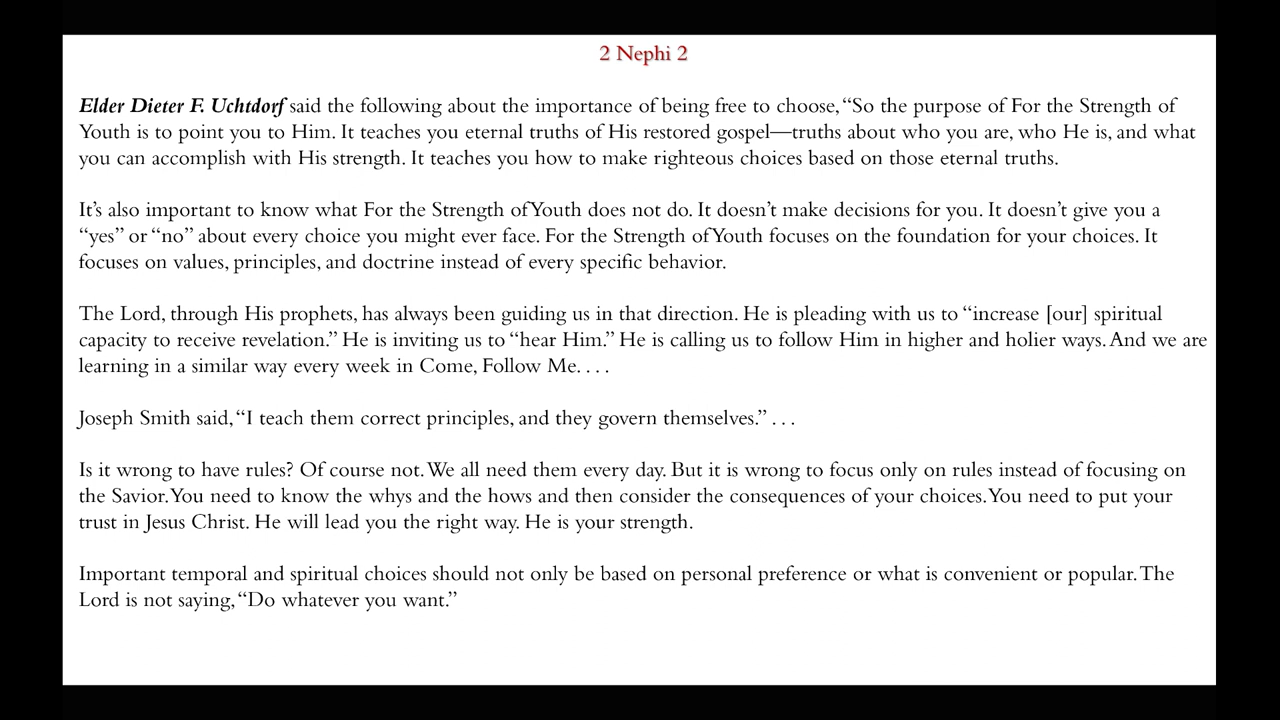 2 Nephi 2
Elder Dieter F. Uchtdorf said the following about the importance of being free to choose, “So the purpose of For the Strength of
Youth is to point you to Him. It teaches you eternal truths of His restored gospel—truths about who you are, who He is, and what
you can accomplish with His strength. It teaches you how to make righteous choices based on those eternal truths.
It’s also important to know what For the Strength of Youth does not do. It doesn’t make decisions for you. It doesn’t give you a
“yes” or “no” about every choice you might ever face. For the Strength of Youth focuses on the foundation for your choices. It
focuses on values, principles, and doctrine instead of every specific behavior.
The Lord, through His prophets, has always been guiding us in that direction. He is pleading with us to “increase [our] spiritual
capacity to receive revelation.” He is inviting us to “hear Him.” He is calling us to follow Him in higher and holier ways. And we are
learning in a similar way every week in Come, Follow Me. . . .
Joseph Smith said, “I teach them correct principles, and they govern themselves.” . . .
Is it wrong to have rules? Of course not. We all need them every day. But it is wrong to focus only on rules instead of focusing on
the Savior. You need to know the whys and the hows and then consider the consequences of your choices. You need to put your
trust in Jesus Christ. He will lead you the right way. He is your strength.
Important temporal and spiritual choices should not only be based on personal preference or what is convenient or popular. The
Lord is not saying, “Do whatever you want.”